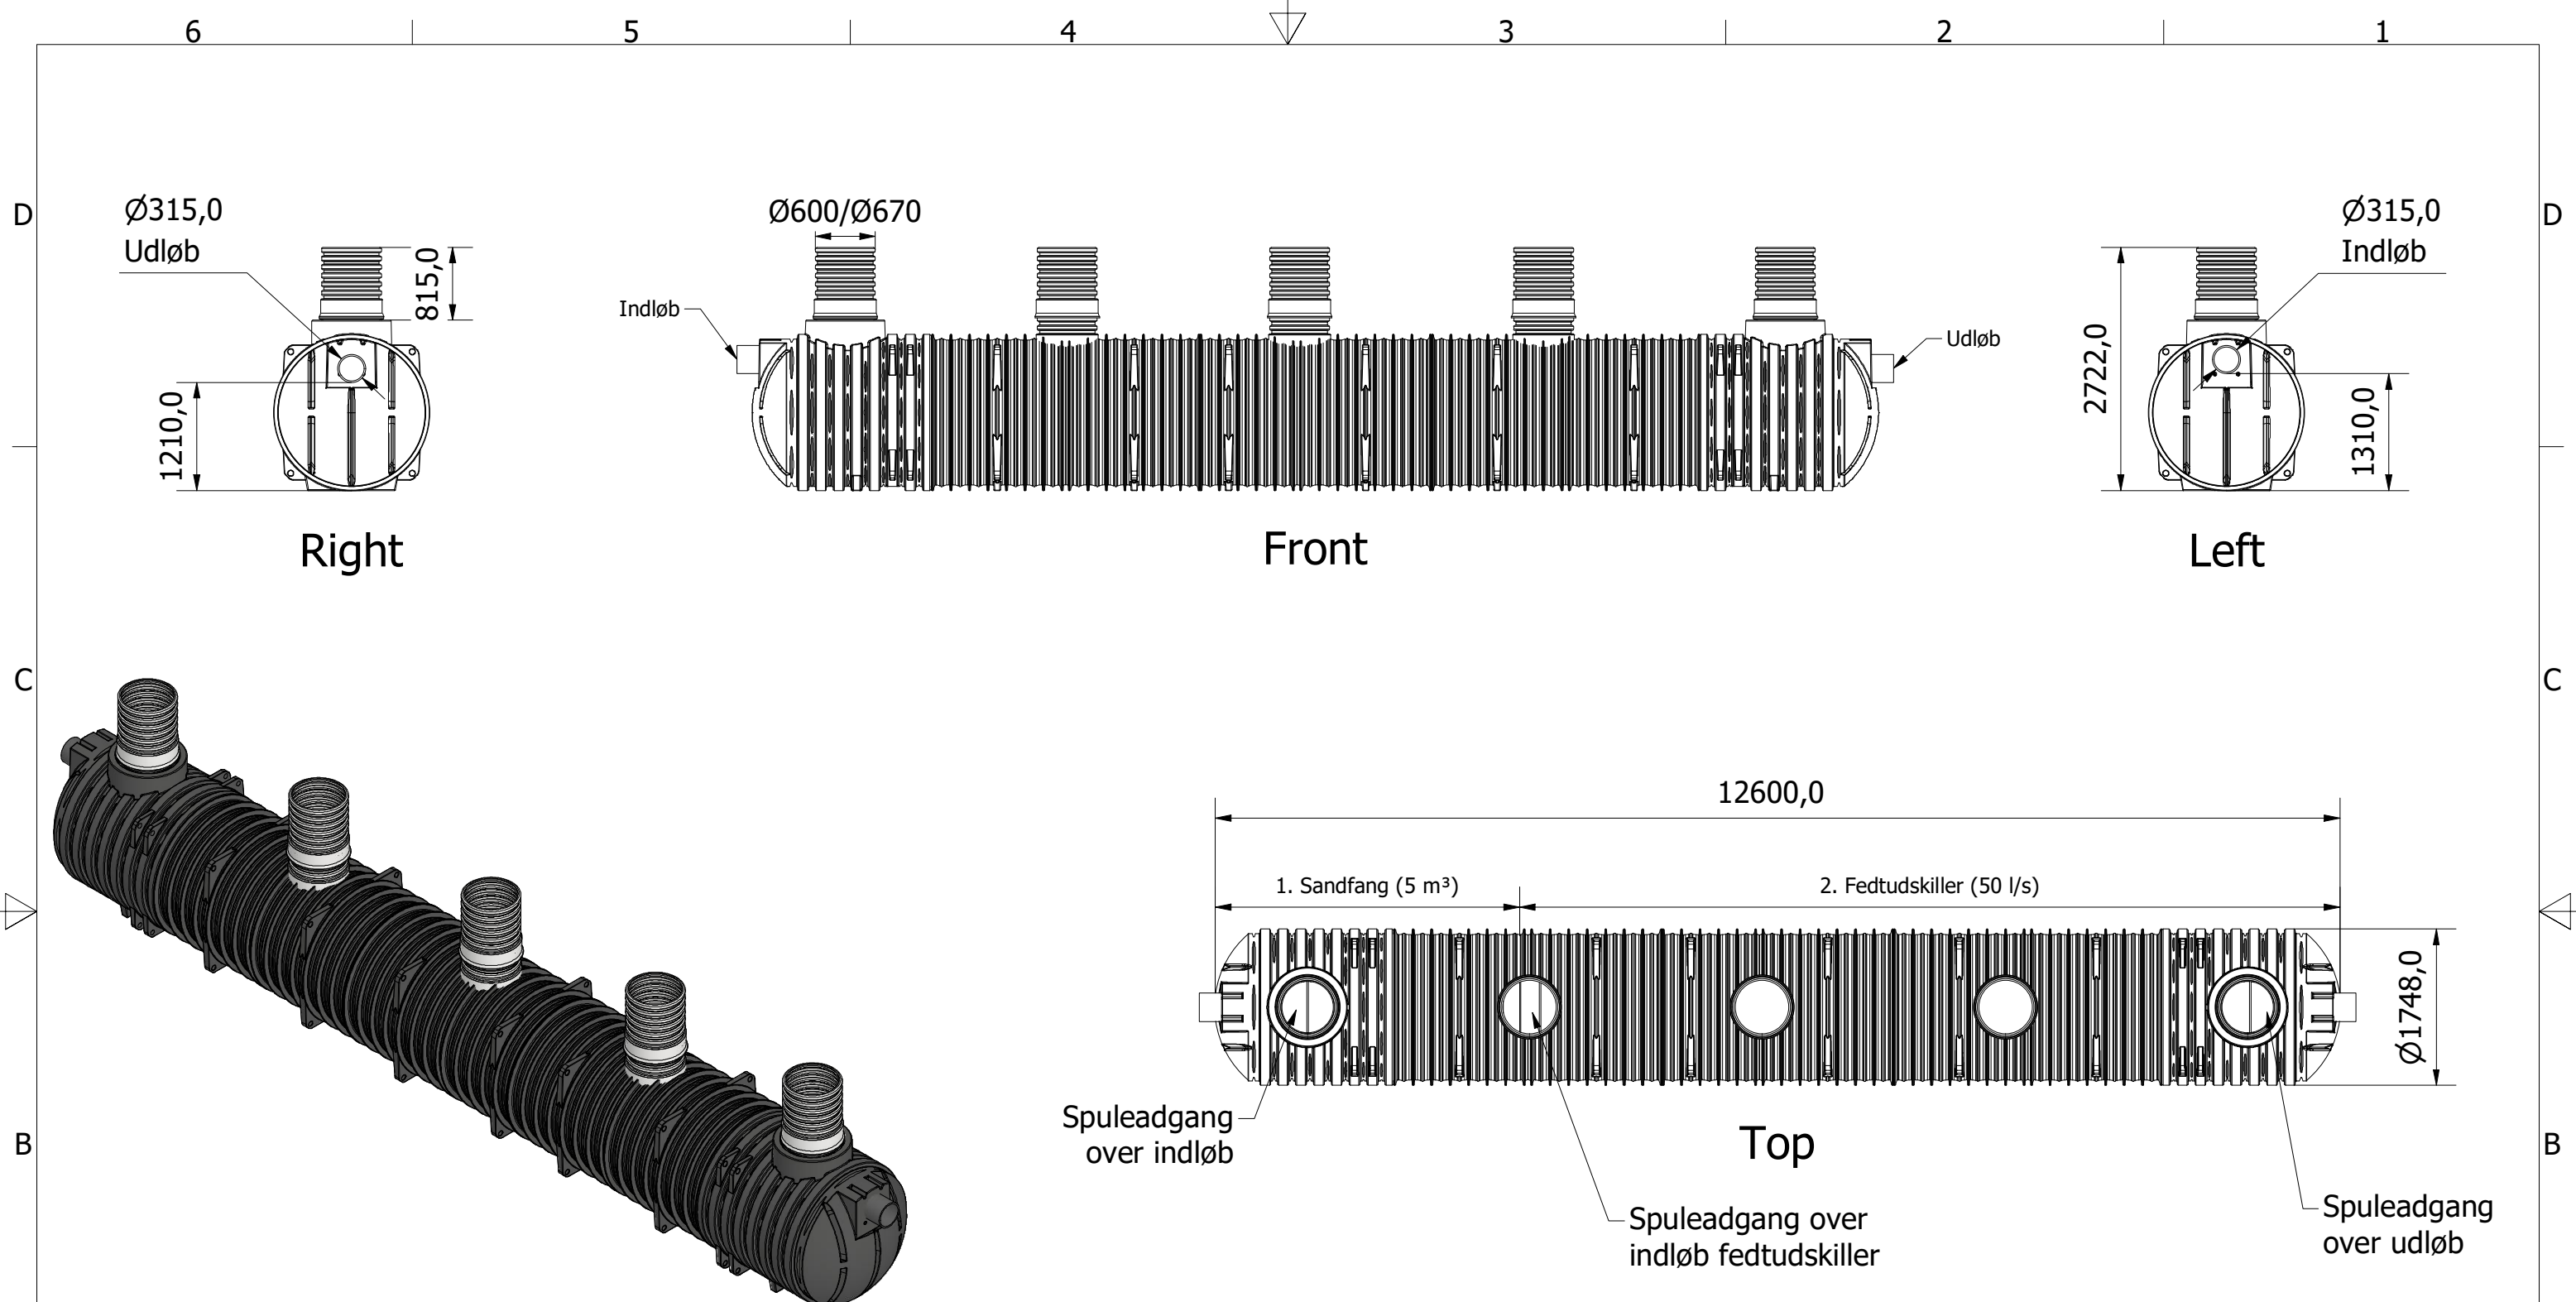 6 5 4 3 2 1
D
D
Ø315,0
Udløb
815,0
1210,0
Right
Ø600/Ø670
Indløb
Udløb
Front
Ø315,0
Indløb
2722,0
1310,0
Left
C
C
12600,0
1. Sandfang (5 m³)
2. Fedtudskiller (50 l/s)
Ø1748,0
Spuleadgang
over indløb
Top
Spuleadgang over
indløb fedtudskiller
Spuleadgang
over udløb
B
B